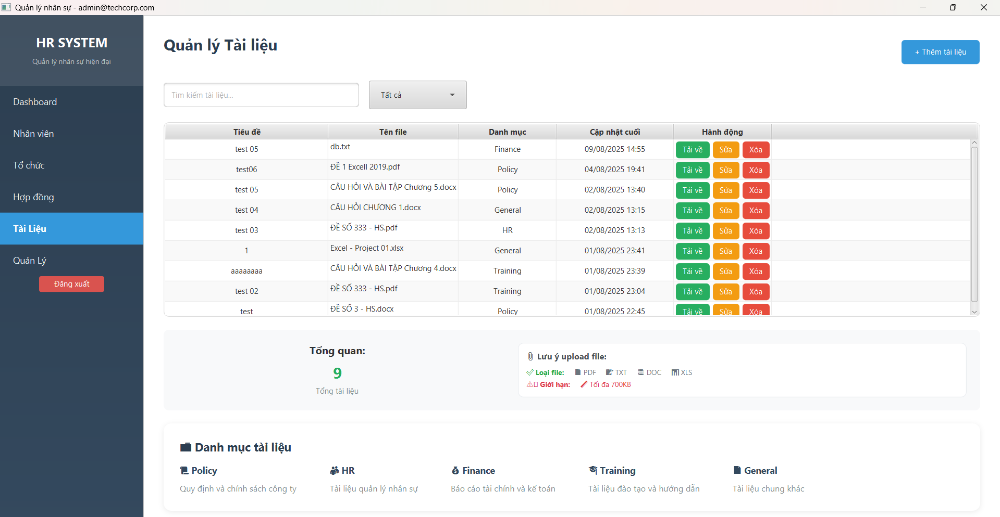 Quản lý nhân sự - admin@techcorp.com
HR SYSTEM
Quản lý nhân sự hiện đại
Dashboard
Nhân viên
Tổ chức
Hợp đồng
Tài Liệu
Quản Lý
Đăng xuất
Quản lý Tài liệu
+ Thêm tài liệu
Tìm kiếm tài liệu...
Tất cả
Tiêu đề Tên file Danh mục Cập nhật cuối Hành động
test 05 db.txt Finance 09/08/2025 14:55 Tải về Sửa Xóa
test06 ĐỀ 1 Excell 2019.pdf Policy 04/08/2025 19:41 Tải về Sửa Xóa
test 05 CÂU HỎI VÀ BÀI TẬP Chương 5.docx Policy 02/08/2025 13:40 Tải về Sửa Xóa
test 04 CÂU HỎI CHƯƠNG 1.docx General 02/08/2025 13:15 Tải về Sửa Xóa
test 03 ĐỀ SỐ 333 - HS.pdf HR 02/08/2025 13:13 Tải về Sửa Xóa
1 Excel - Project 01.xlsx General 01/08/2025 23:41 Tải về Sửa Xóa
aaaaaaaa CÂU HỎI VÀ BÀI TẬP Chương 4.docx Training 01/08/2025 23:39 Tải về Sửa Xóa
test 02 ĐỀ SỐ 333 - HS.pdf Training 01/08/2025 23:04 Tải về Sửa Xóa
test ĐỀ SỐ 3 - HS.docx Policy 01/08/2025 22:45 Tải về Sửa Xóa
Tổng quan:
9
Tổng tài liệu
Lưu ý upload file:
Loại file: PDF TXT DOC XLS
Giới hạn: Tối đa 700KB
Danh mục tài liệu
Policy
Quy định và chính sách công ty
HR
Tài liệu quản lý nhân sự
Finance
Báo cáo tài chính và kế toán
Training
Tài liệu đào tạo và hướng dẫn
General
Tài liệu chung khác